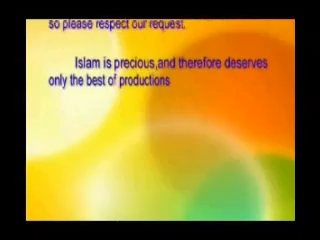 so please respect our request.
Islam is precious,and therefore deserves
only the best of productions